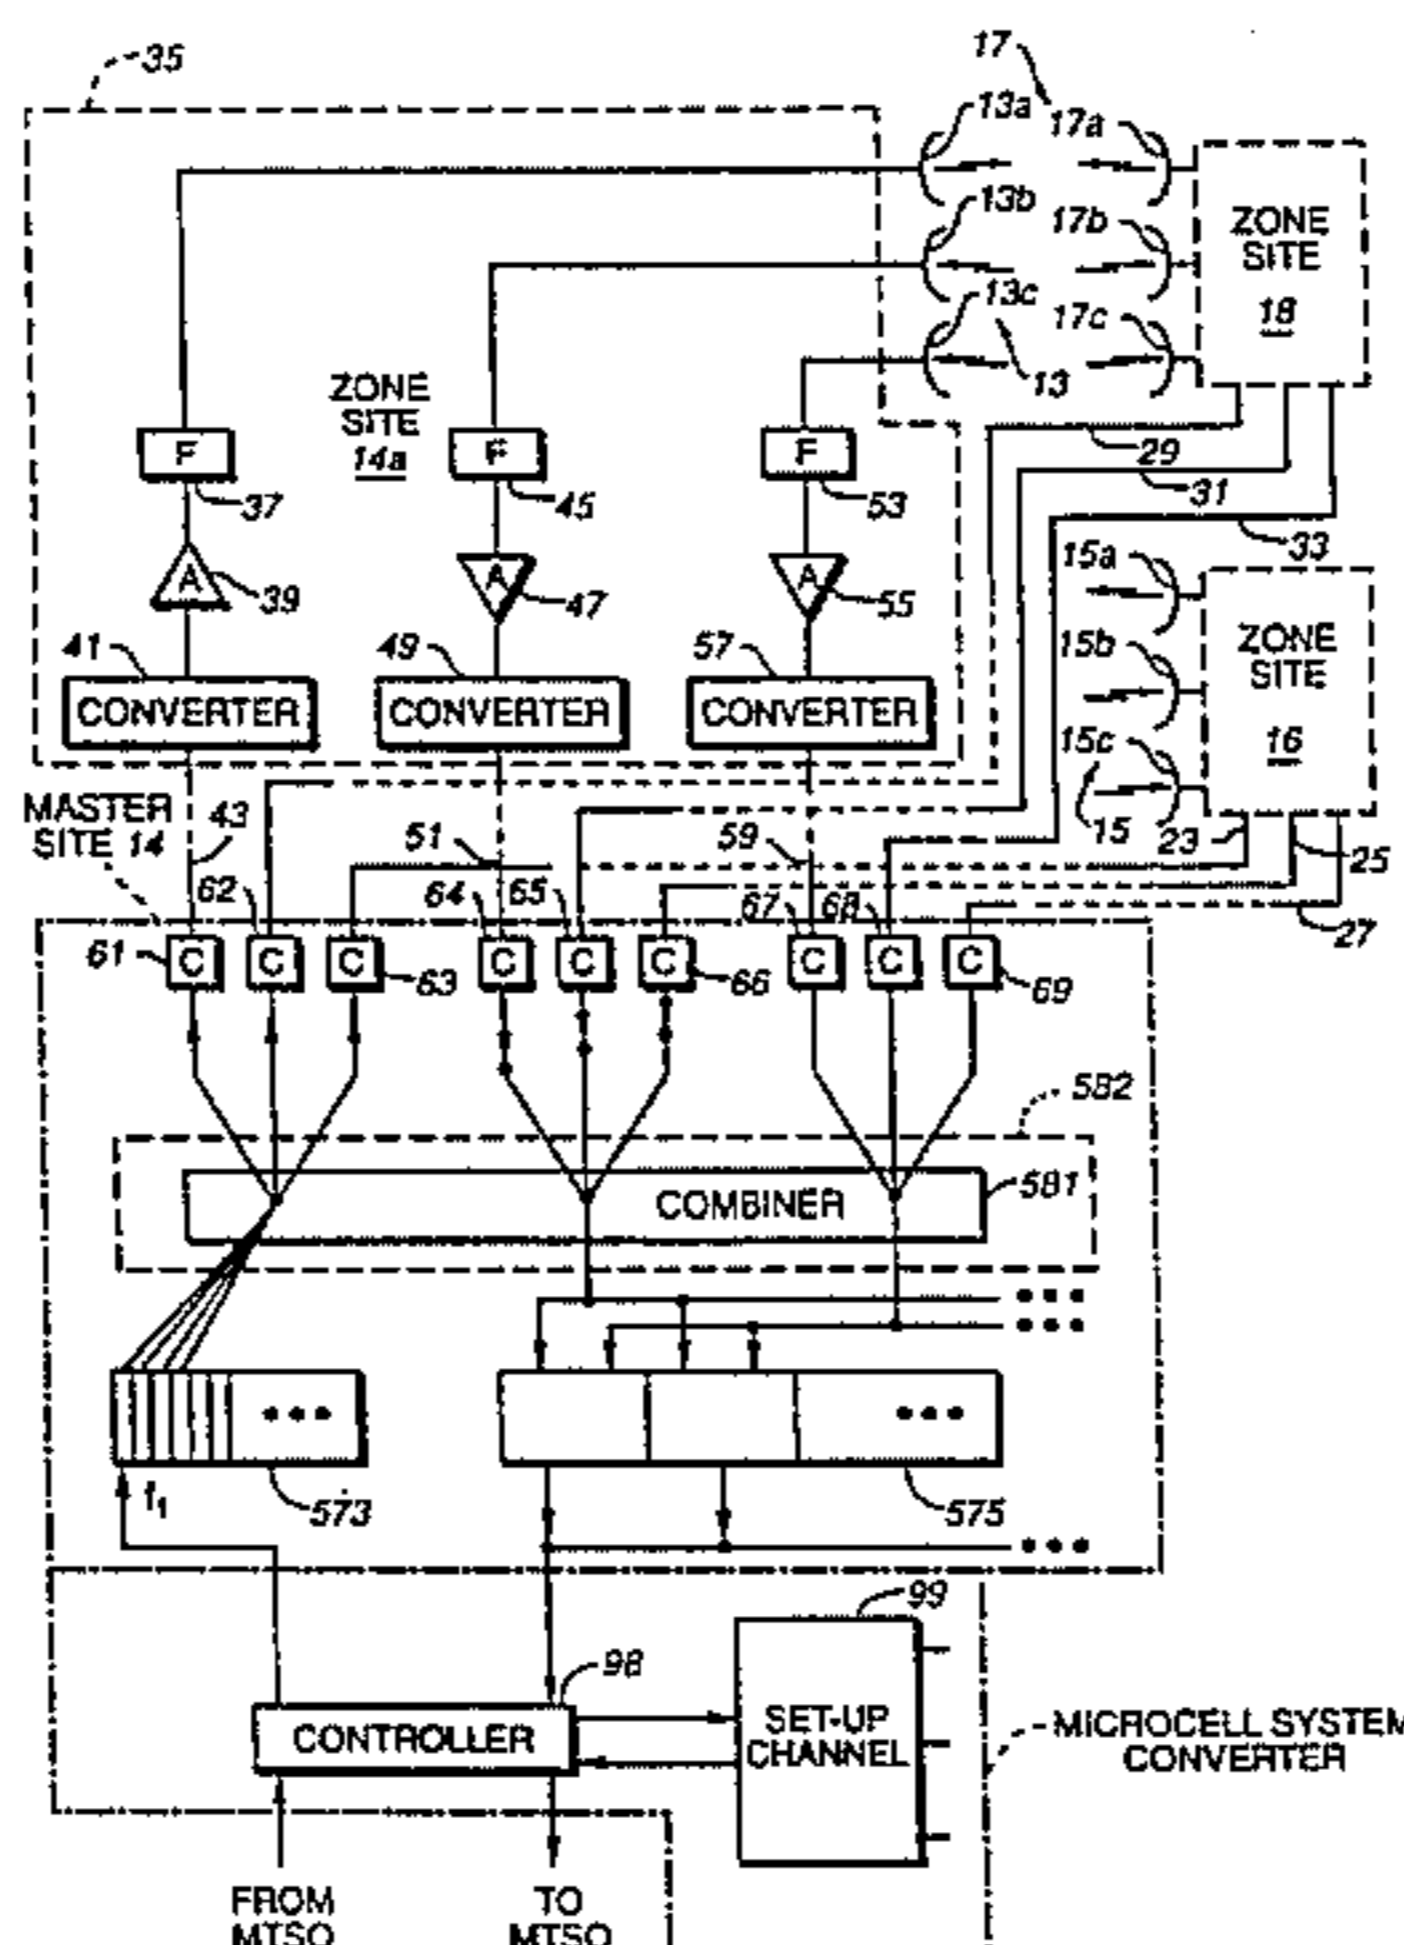 35
17
13a
17a
13b
17b
ZONE
SITE
18
13c
17c
13
ZONE
SITE
14a
F
F
F
29
37
45
53
31
33
A
39
A
47
A
55
15a
ZONE
SITE
16
15b
41
49
57
CONVERTER
CONVERTER
CONVERTER
15c
MASTER
SITE 14
43
51
59
15
23
25
62
64
65
67
68
27
61
C
C
C
63
C
C
C
66
C
C
C
69
582
COMBINER
581
f1
573
575
99
98
CONTROLLER
SET-UP
CHANNEL
MICROCELL SYSTEM
CONVERTER
FROM
MTSO
TO
MTSO